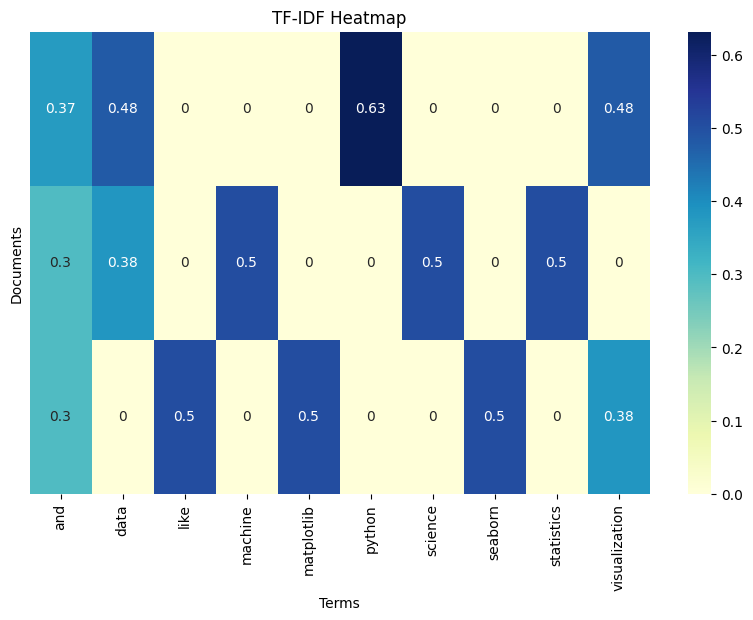 TF-IDF Heatmap
0.37 0.48 0 0 0 0.63 0 0 0 0.48
0.3 0.38 0 0.5 0 0 0.5 0 0.5 0
0.3 0 0.5 0 0.5 0 0 0.5 0 0.38
Documents
and data like machine matplotlib python science seaborn statistics visualization
Terms
0.6
0.5
0.4
0.3
0.2
0.1
0.0